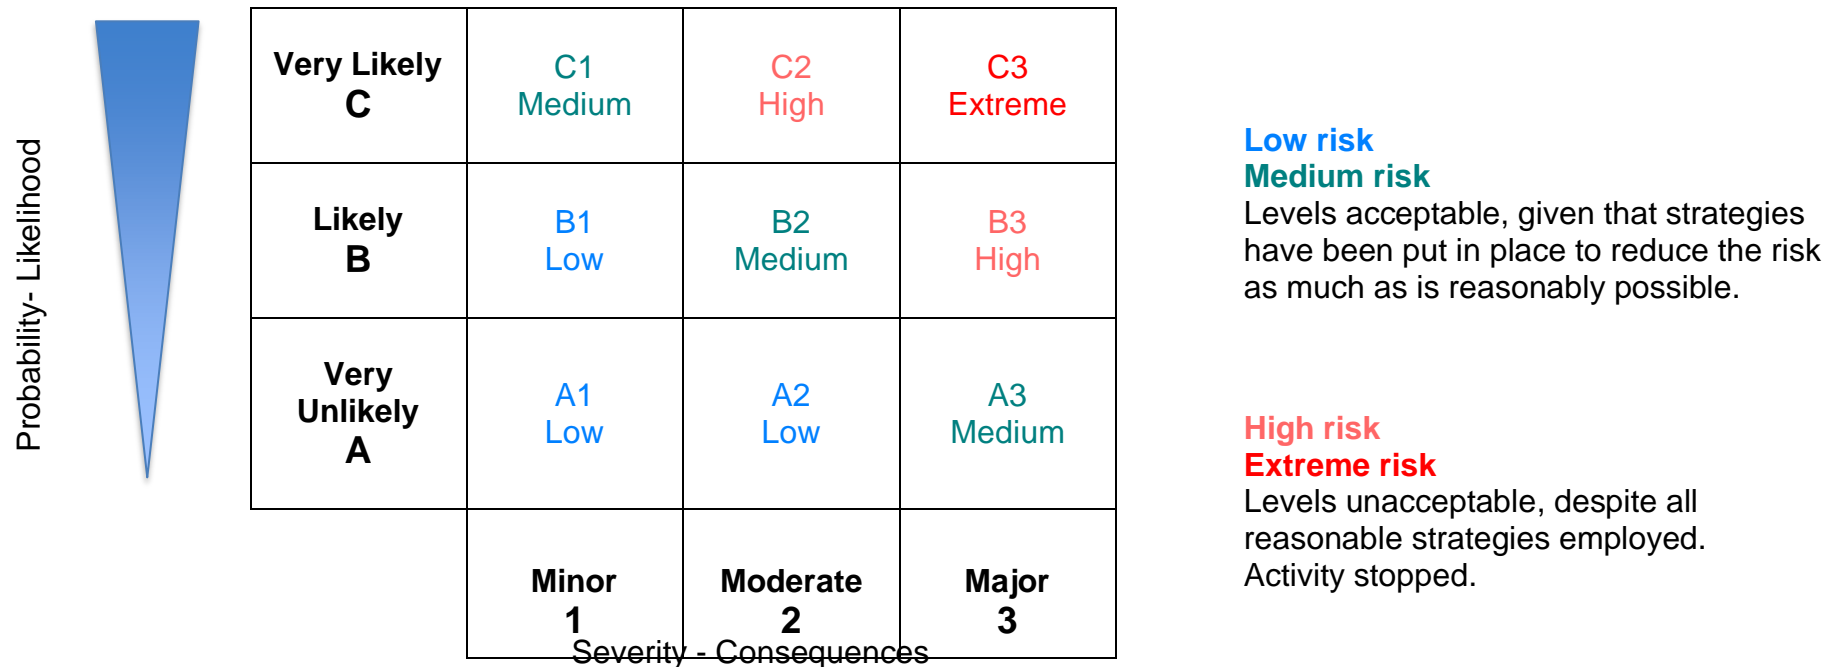 Probability- Likelihood
Very Likely
C
C1
Medium
C2
High
C3
Extreme
Likely
B
B1
Low
B2
Medium
B3
High
Very
Unlikely
A
A1
Low
A2
Low
A3
Medium
Minor
1
Moderate
2
Major
3
Severity - Consequences
Low risk
Medium risk
Levels acceptable, given that strategies
have been put in place to reduce the risk
as much as is reasonably possible.
High risk
Extreme risk
Levels unacceptable, despite all
reasonable strategies employed.
Activity stopped.